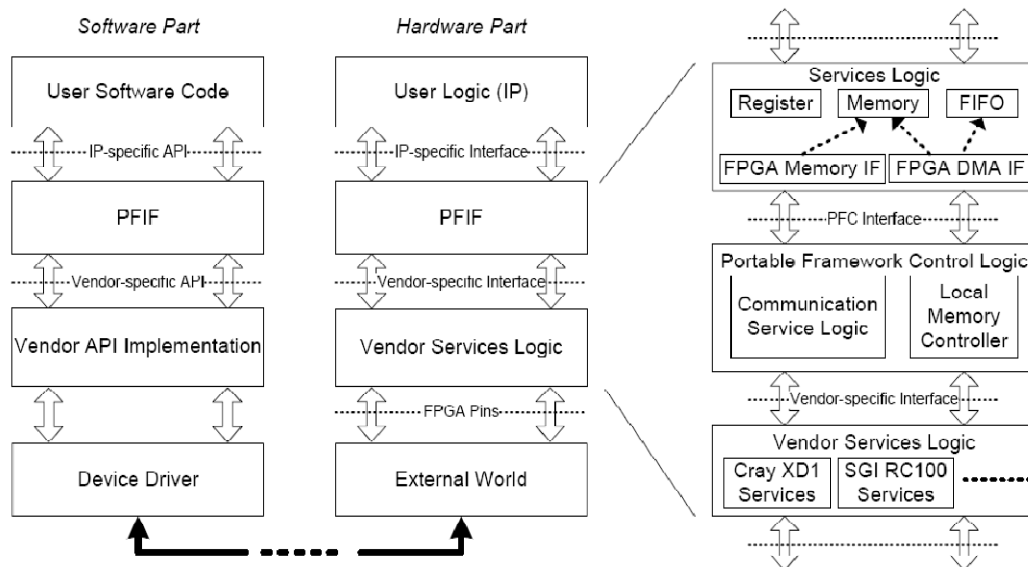 Software Part
User Software Code
IP-specific API
PFIF
Vendor-specific API
Vendor API Implementation
Device Driver
Hardware Part
User Logic (IP)
IP-specific Interface
PFIF
Vendor-specific Interface
Vendor Services Logic
FPGA Pins
External World
Services Logic
Register
Memory
FIFO
FPGA Memory IF
FPGA DMA IF
PFC Interface
Portable Framework Control Logic
Communication
Service Logic
Local
Memory
Controller
Vendor-specific Interface
Vendor Services Logic
Cray XD1
Services
SGI RC100
Services